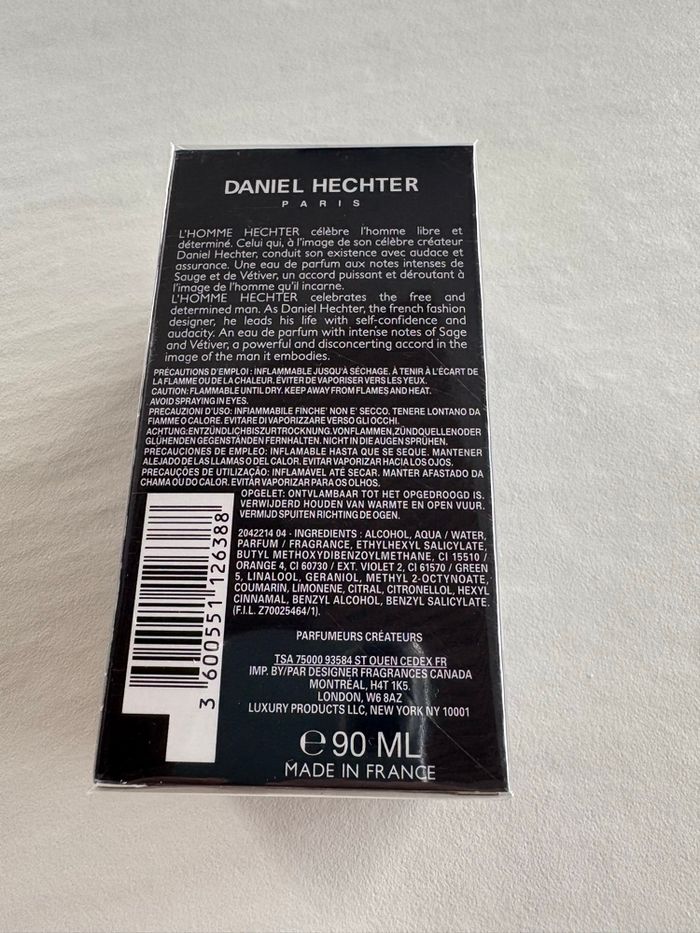 DANIEL HECHTER
PARIS
L'HOMME HECHTER célèbre l'homme libre et
déterminé. Celui qui, à l'image de son célèbre créateur
Daniel Hechter, conduit son existence avec audace et
assurance. Une eau de parfum aux notes intenses de
Sauge et de Vétiver, un accord puissant et déroutant à
l'image de l'homme qu'il incarne.
L'HOMME HECHTER celebrates the free and
determined man. As Daniel Hechter, the french fashion
designer, he leads his life with self-confidence and
audacity. An eau de parfum with intense notes of Sage
and Vétiver, a powerful and disconcerting accord in the
image of the man it embodies.
PRÉCAUTIONS D'EMPLOI : INFLAMMABLE JUSQU'À SÉCHAGE. À TENIR À L'ÉCART DE
LA FLAMME OU DE LA CHALEUR. ÉVITER DE VAPORISER VERS LES YEUX.
CAUTION: FLAMMABLE UNTIL DRY. KEEP AWAY FROM FLAMES AND HEAT.
AVOID SPRAYING IN EYES.
PRECAUZIONI D'USO: INFIAMMABILE FINCHE' NON E' SECCO. TENERE LONTANO DA
FIAMME O CALORE. EVITARE DI VAPORIZZARE VERSO GLI OCCHI.
ACHTUNG: ENTZÜNDLICH BIS ZUR TROCKNUNG. VON FLAMMEN, ZÜNDQUELLEN ODER
GLÜHENDEN GEGENSTÄNDEN FERNHALTEN. NICHT IN DIE AUGEN SPRÜHEN.
PRECAUCIONES DE EMPLEO: INFLAMABLE HASTA QUE SE SEQUE. MANTENER
ALEJADO DE LAS LLAMAS O DEL CALOR. EVITAR VAPORIZAR HACIA LOS OJOS.
PRECAUÇÕES DE UTILIZAÇÃO: INFLAMÁVEL ATÉ SECAR. MANTER AFASTADO DA
CHAMA OU DO CALOR. EVITAR VAPORIZAR PARA OS OLHOS.
OPGELET: ONTVLAMBAAR TOT HET OPGEDROOGD IS.
VERWIJDERD HOUDEN VAN WARMTE EN OPEN VUUR.
VERMIJD SPUITEN RICHTING DE OGEN.
2042214 04 - INGREDIENTS : ALCOHOL, AQUA / WATER,
PARFUM / FRAGRANCE, ETHYLHEXYL SALICYLATE,
BUTYL METHOXYDIBENZOYLMETHANE, CI 15510 /
ORANGE 4, CI 60730 / EXT. VIOLET 2, CI 61570 / GREEN
5, LINALOOL, GERANIOL, METHYL 2-OCTYNOATE,
COUMARIN, LIMONENE, CITRAL, CITRONELLOL, HEXYL
CINNAMAL, BENZYL ALCOHOL, BENZYL SALICYLATE.
(F.I.L. Z70025464/1).
3 600551 126388
PARFUMEURS CRÉATEURS
TSA 75000 93584 ST OUEN CEDEX FR
IMP. BY/PAR DESIGNER FRAGRANCES CANADA
MONTRÉAL, H4T 1K5.
LONDON, W6 8AZ
LUXURY PRODUCTS LLC, NEW YORK NY 10001
℮ 90 ML
MADE IN FRANCE